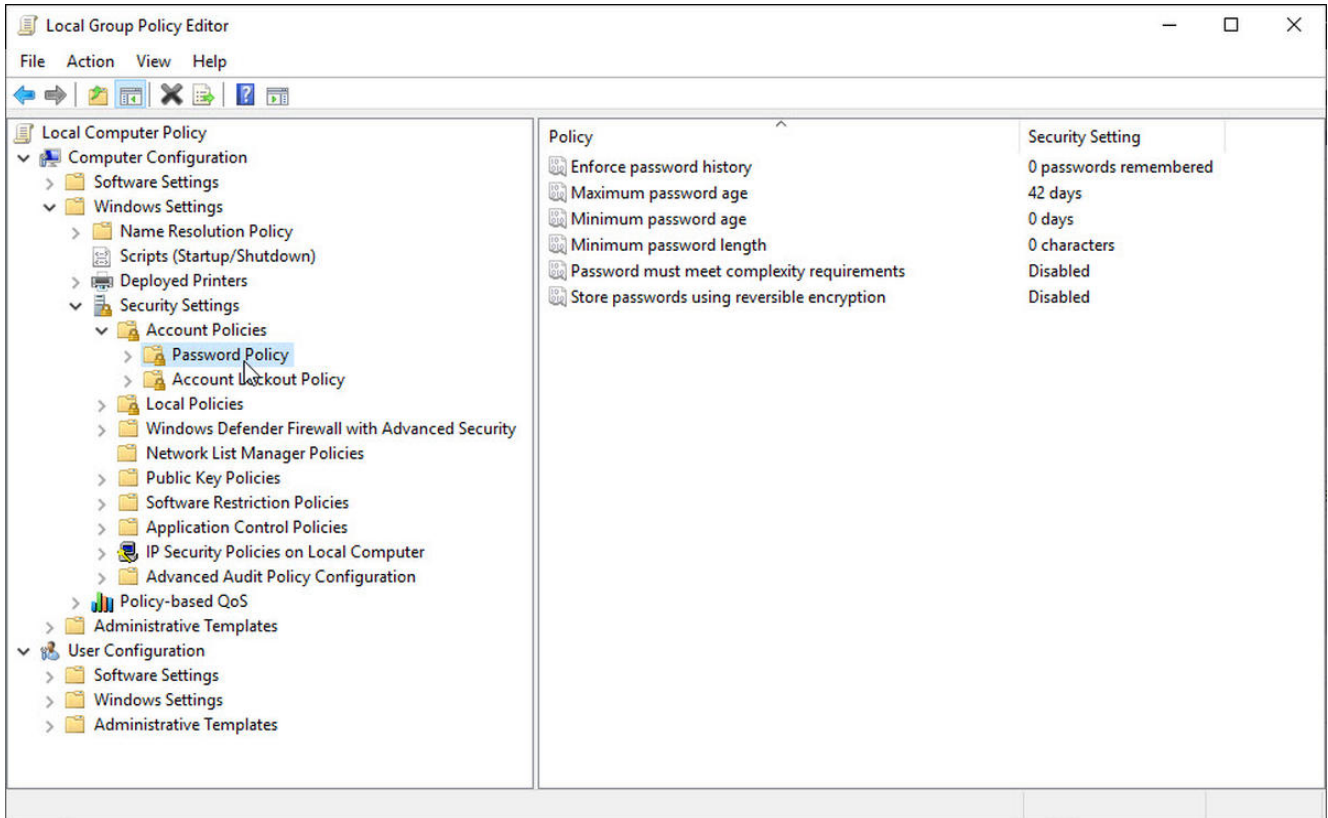 Local Group Policy Editor
File Action View Help
Local Computer Policy
Computer Configuration
Software Settings
Windows Settings
Name Resolution Policy
Scripts (Startup/Shutdown)
Deployed Printers
Security Settings
Account Policies
Password Policy
Account Lockout Policy
Local Policies
Windows Defender Firewall with Advanced Security
Network List Manager Policies
Public Key Policies
Software Restriction Policies
Application Control Policies
IP Security Policies on Local Computer
Advanced Audit Policy Configuration
Policy-based QoS
Administrative Templates
User Configuration
Software Settings
Windows Settings
Administrative Templates
Policy Security Setting
Enforce password history 0 passwords remembered
Maximum password age 42 days
Minimum password age 0 days
Minimum password length 0 characters
Password must meet complexity requirements Disabled
Store passwords using reversible encryption Disabled